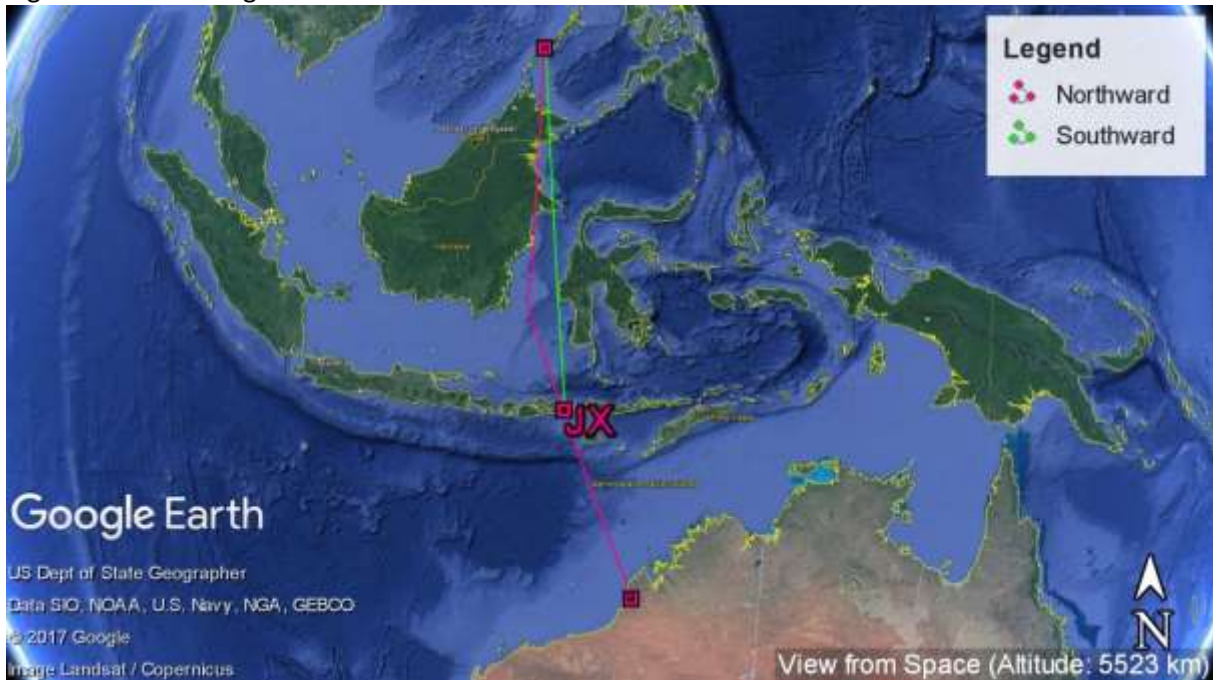 Legend
Northward
Southward
JX
Google Earth
US Dept of State Geographer
Data SIO, NOAA, U.S. Navy, NGA, GEBCO
© 2017 Google
Image Landsat / Copernicus
N
View from Space (Altitude: 5523 km)